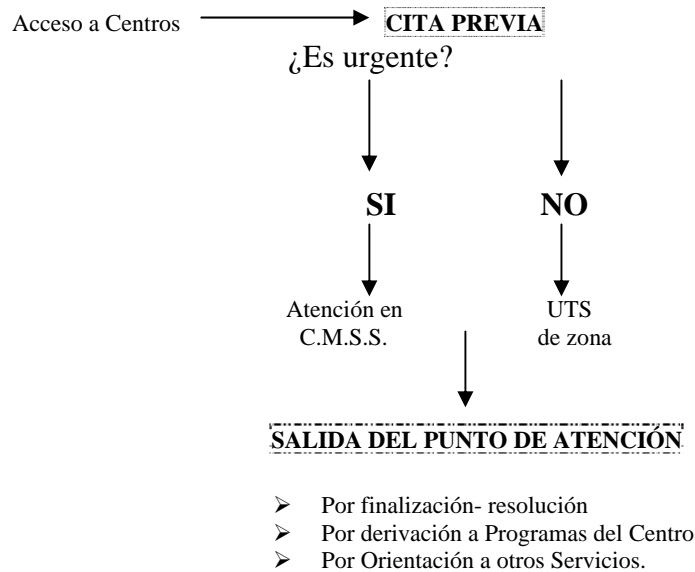 Acceso a Centros
CITA PREVIA
¿Es urgente?
SI
NO
Atención en
C.M.S.S.
UTS
de zona
SALIDA DEL PUNTO DE ATENCIÓN
➢ Por finalización- resolución
➢ Por derivación a Programas del Centro
➢ Por Orientación a otros Servicios.